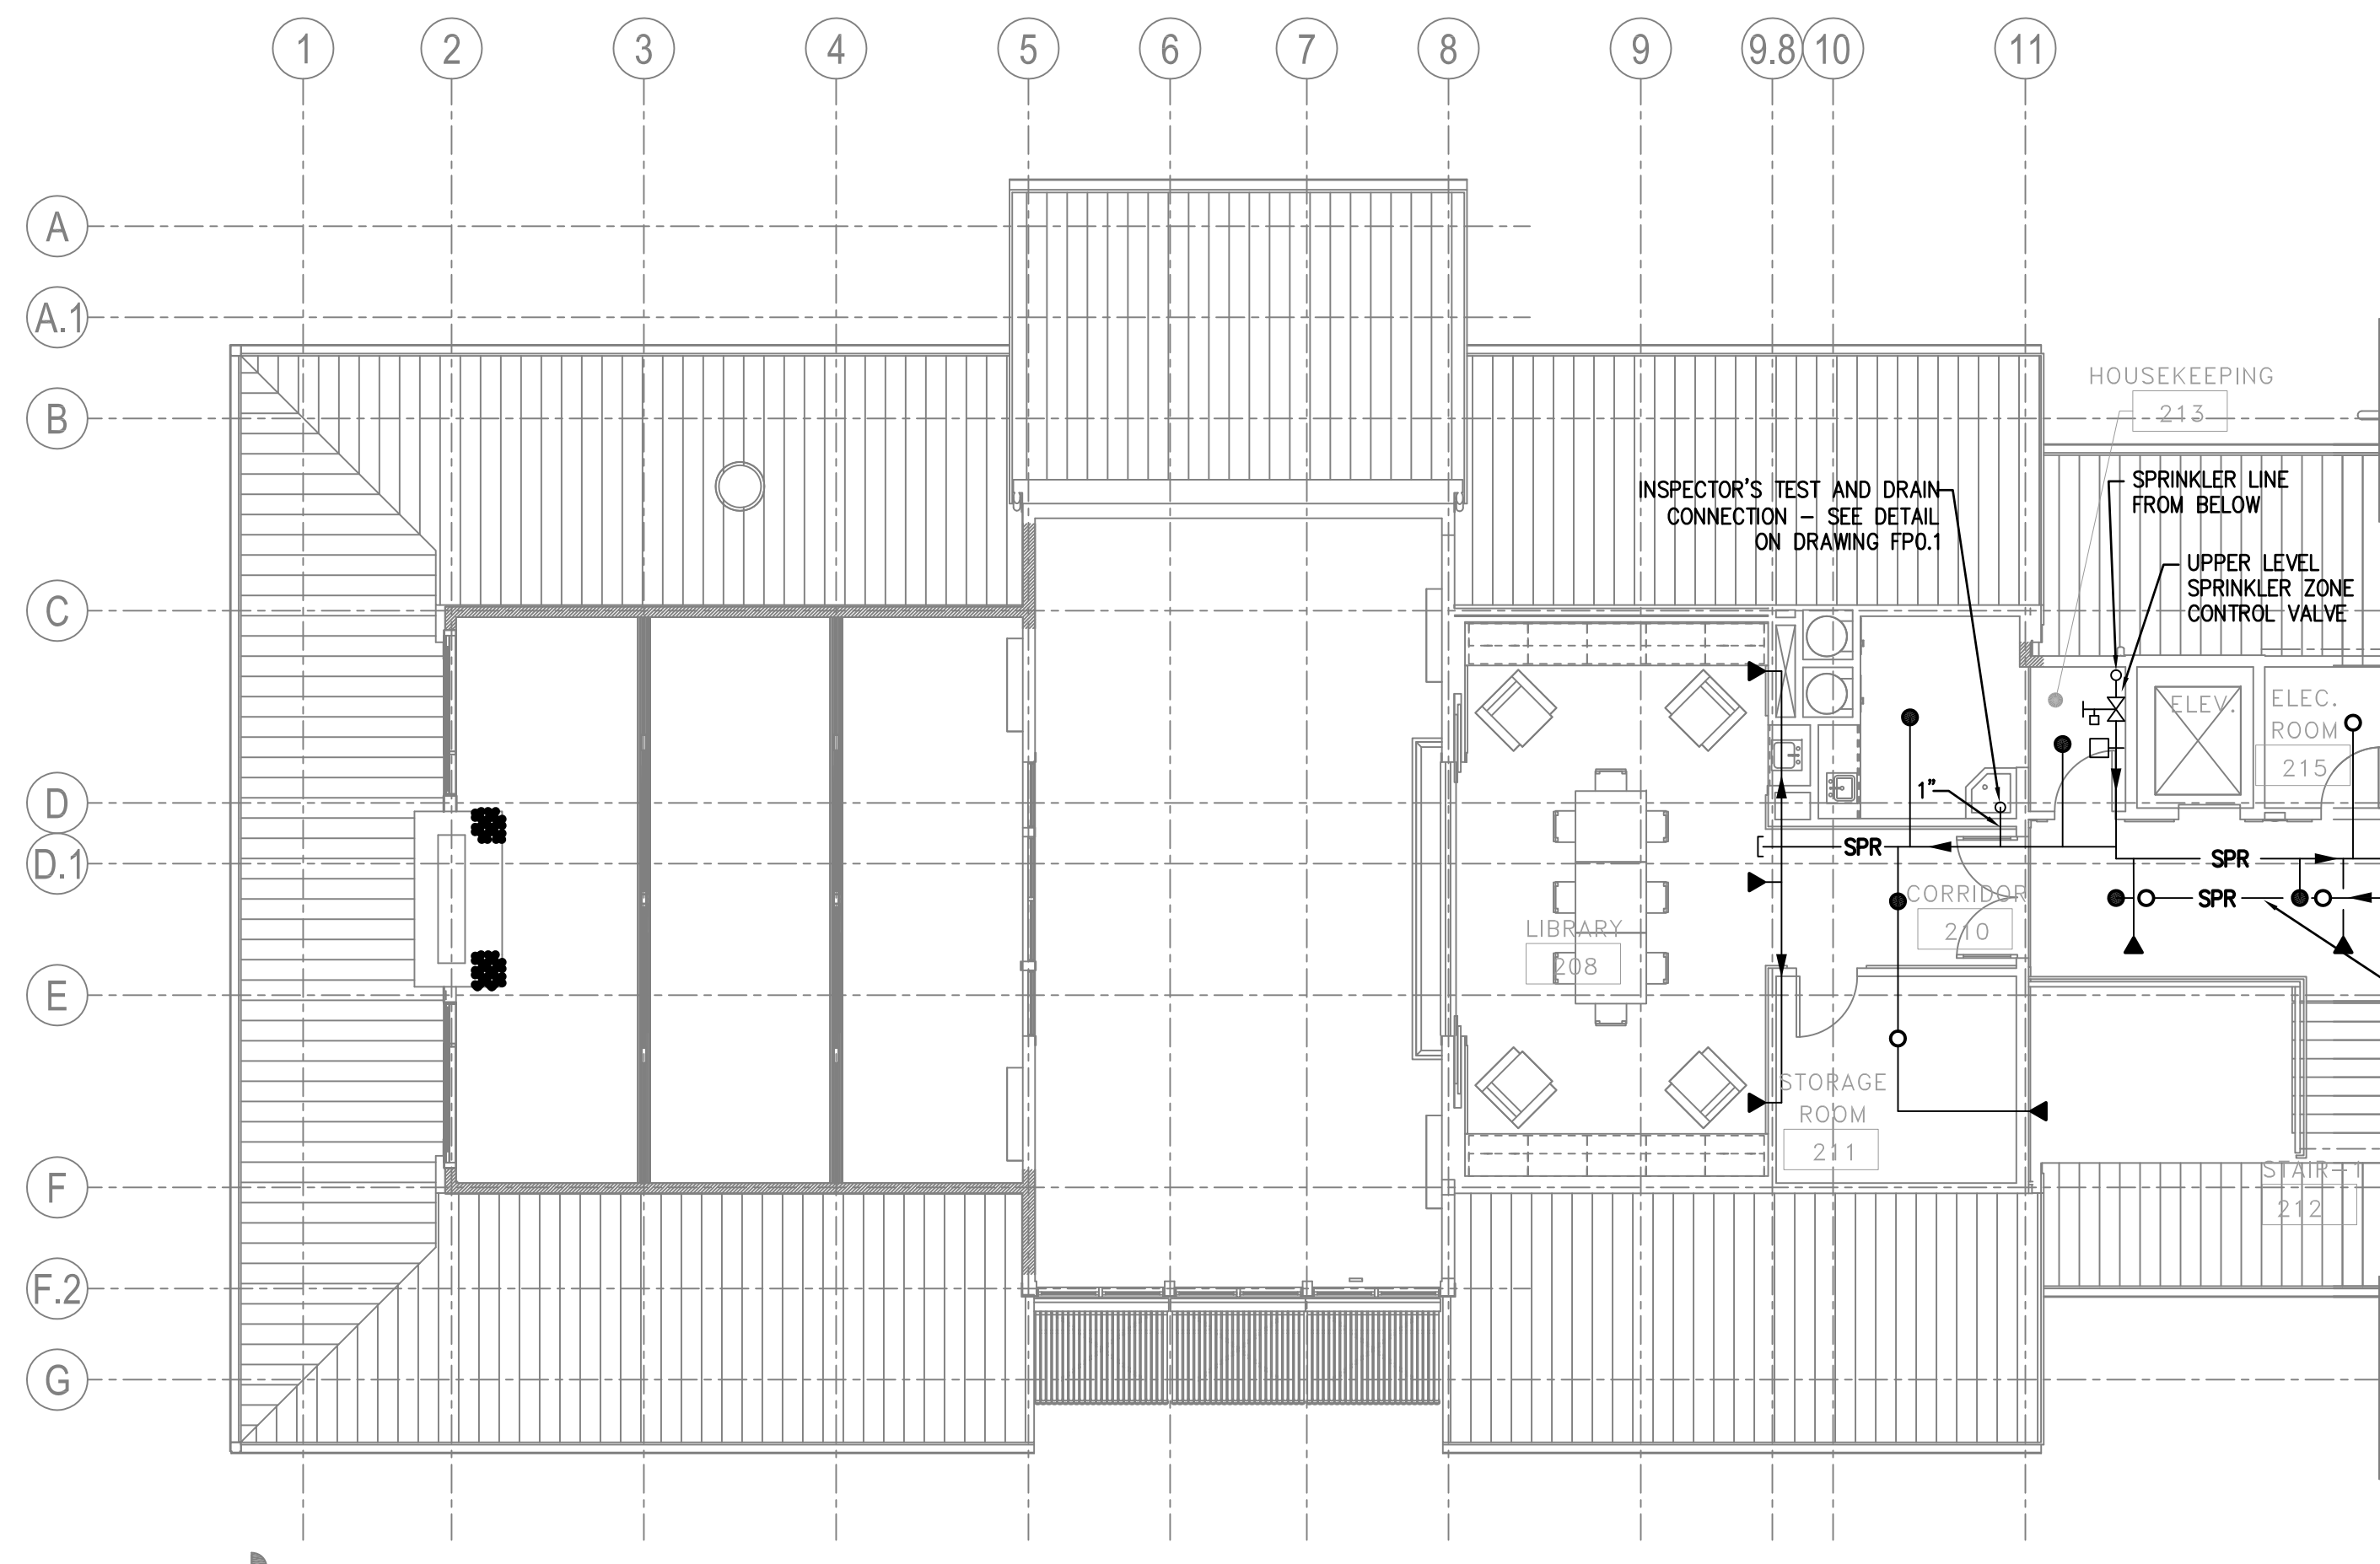 1 2 3 4 5 6 7 8 9 9.8 10 11
A
A.1
B
C
D
D.1
E
F
F.2
G
HOUSEKEEPING
213
SPRINKLER LINE
FROM BELOW
INSPECTOR'S TEST AND DRAIN
CONNECTION – SEE DETAIL
ON DRAWING FP0.1
UPPER LEVEL
SPRINKLER ZONE
CONTROL VALVE
ELEV.
ELEC.
ROOM
215
1"
SPR
SPR
SPR
CORRIDOR
210
LIBRARY
208
STORAGE
ROOM
211
STAIR-1
212